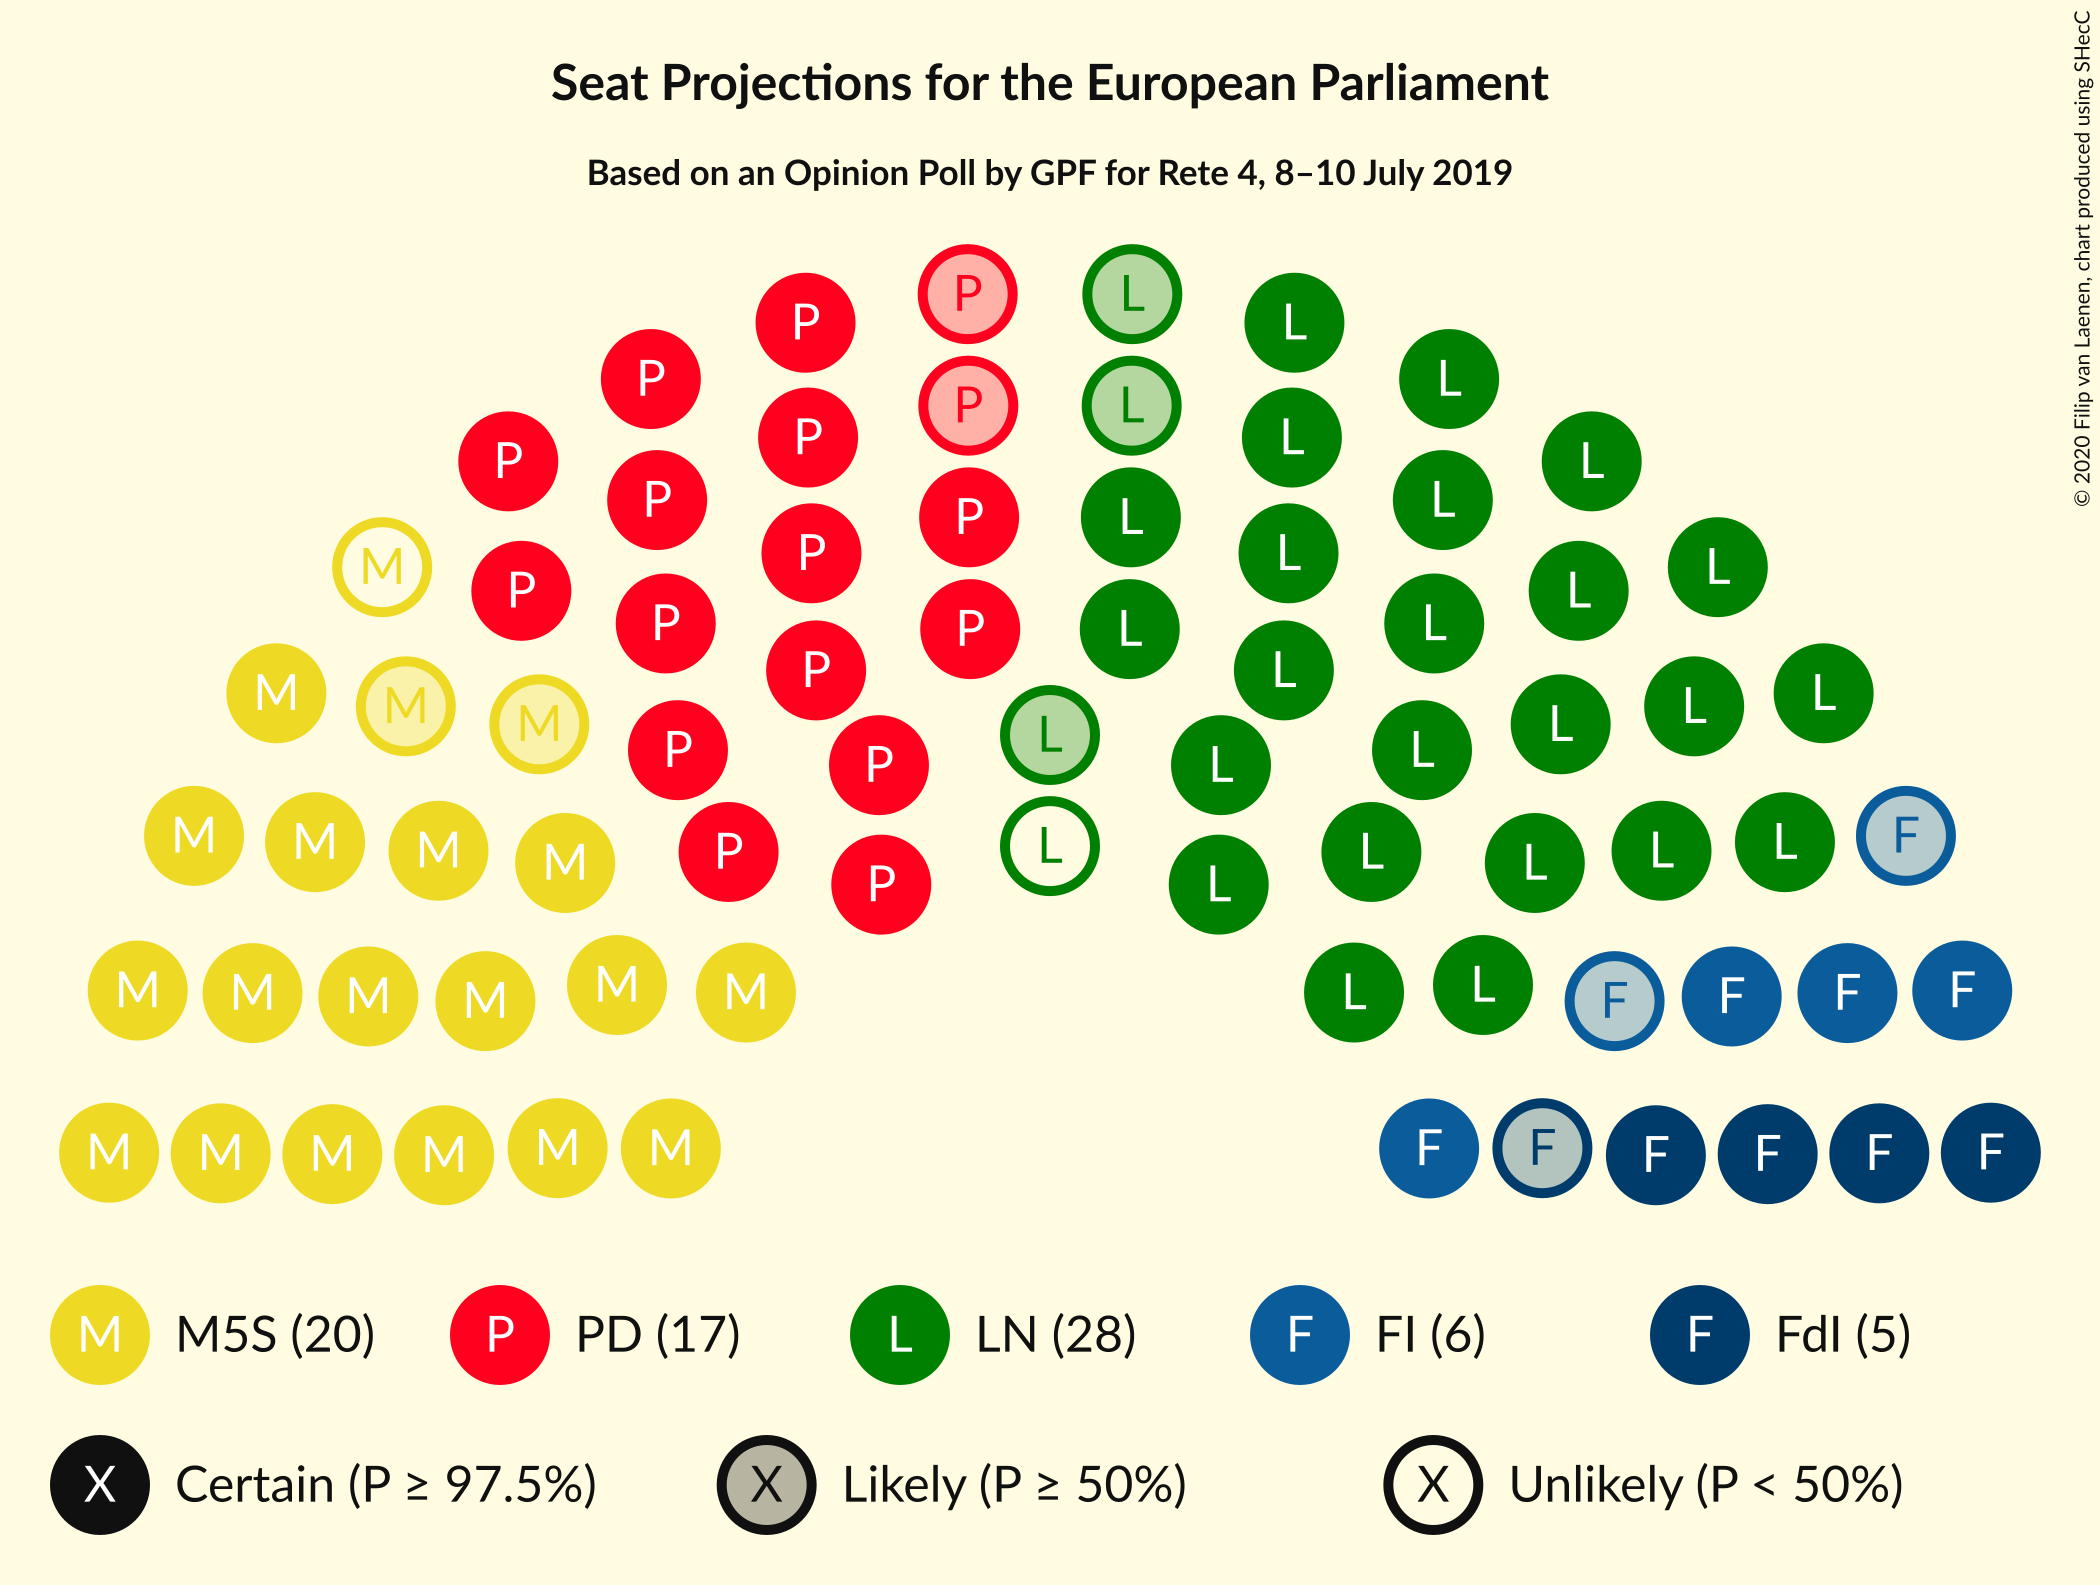 Seat Projections for the European Parliament
Based on an Opinion Poll by GPF for Rete 4, 8–10 July 2019
© 2020 Filip van Laenen, chart produced using SHecC
P L
P L
P L
P L
P P L L
P L
P P L L
P P L L
M P L L
P P L L
P L
P L
M M M P P L L L L L
M M M M P P L L L L L F
M M M M M M L L F F F F
M M M M M M F F F F F F
M M5S (20) P PD (17) L LN (28) F FI (6) F FdI (5)
X Certain (P ≥ 97.5%) X Likely (P ≥ 50%) X Unlikely (P < 50%)